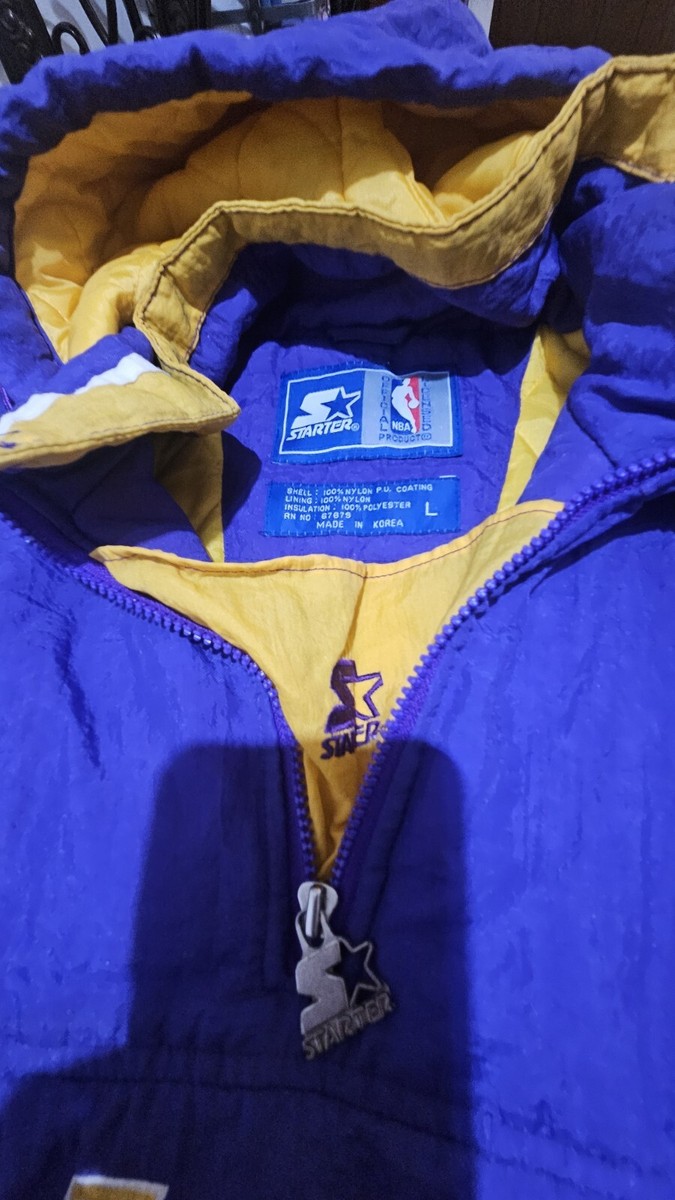 STARTER®
OFFICIAL
LICENSED
NBA
PRODUCT
SHELL : 100% NYLON P.U. COATING
LINING : 100% NYLON
INSULATION : 100% POLYESTER
RN NO 67679
MADE IN KOREA
L
STARTER
STARTER